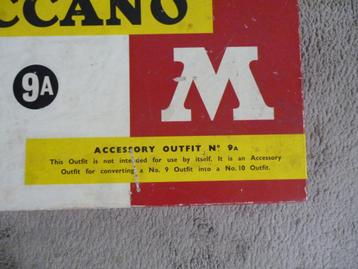 CCANO
9A
M
ACCESSORY OUTFIT Nº 9A
This Outfit is not intended for use by itself. It is an Accessory
Outfit for converting a No. 9 Outfit into a No. 10 Outfit.